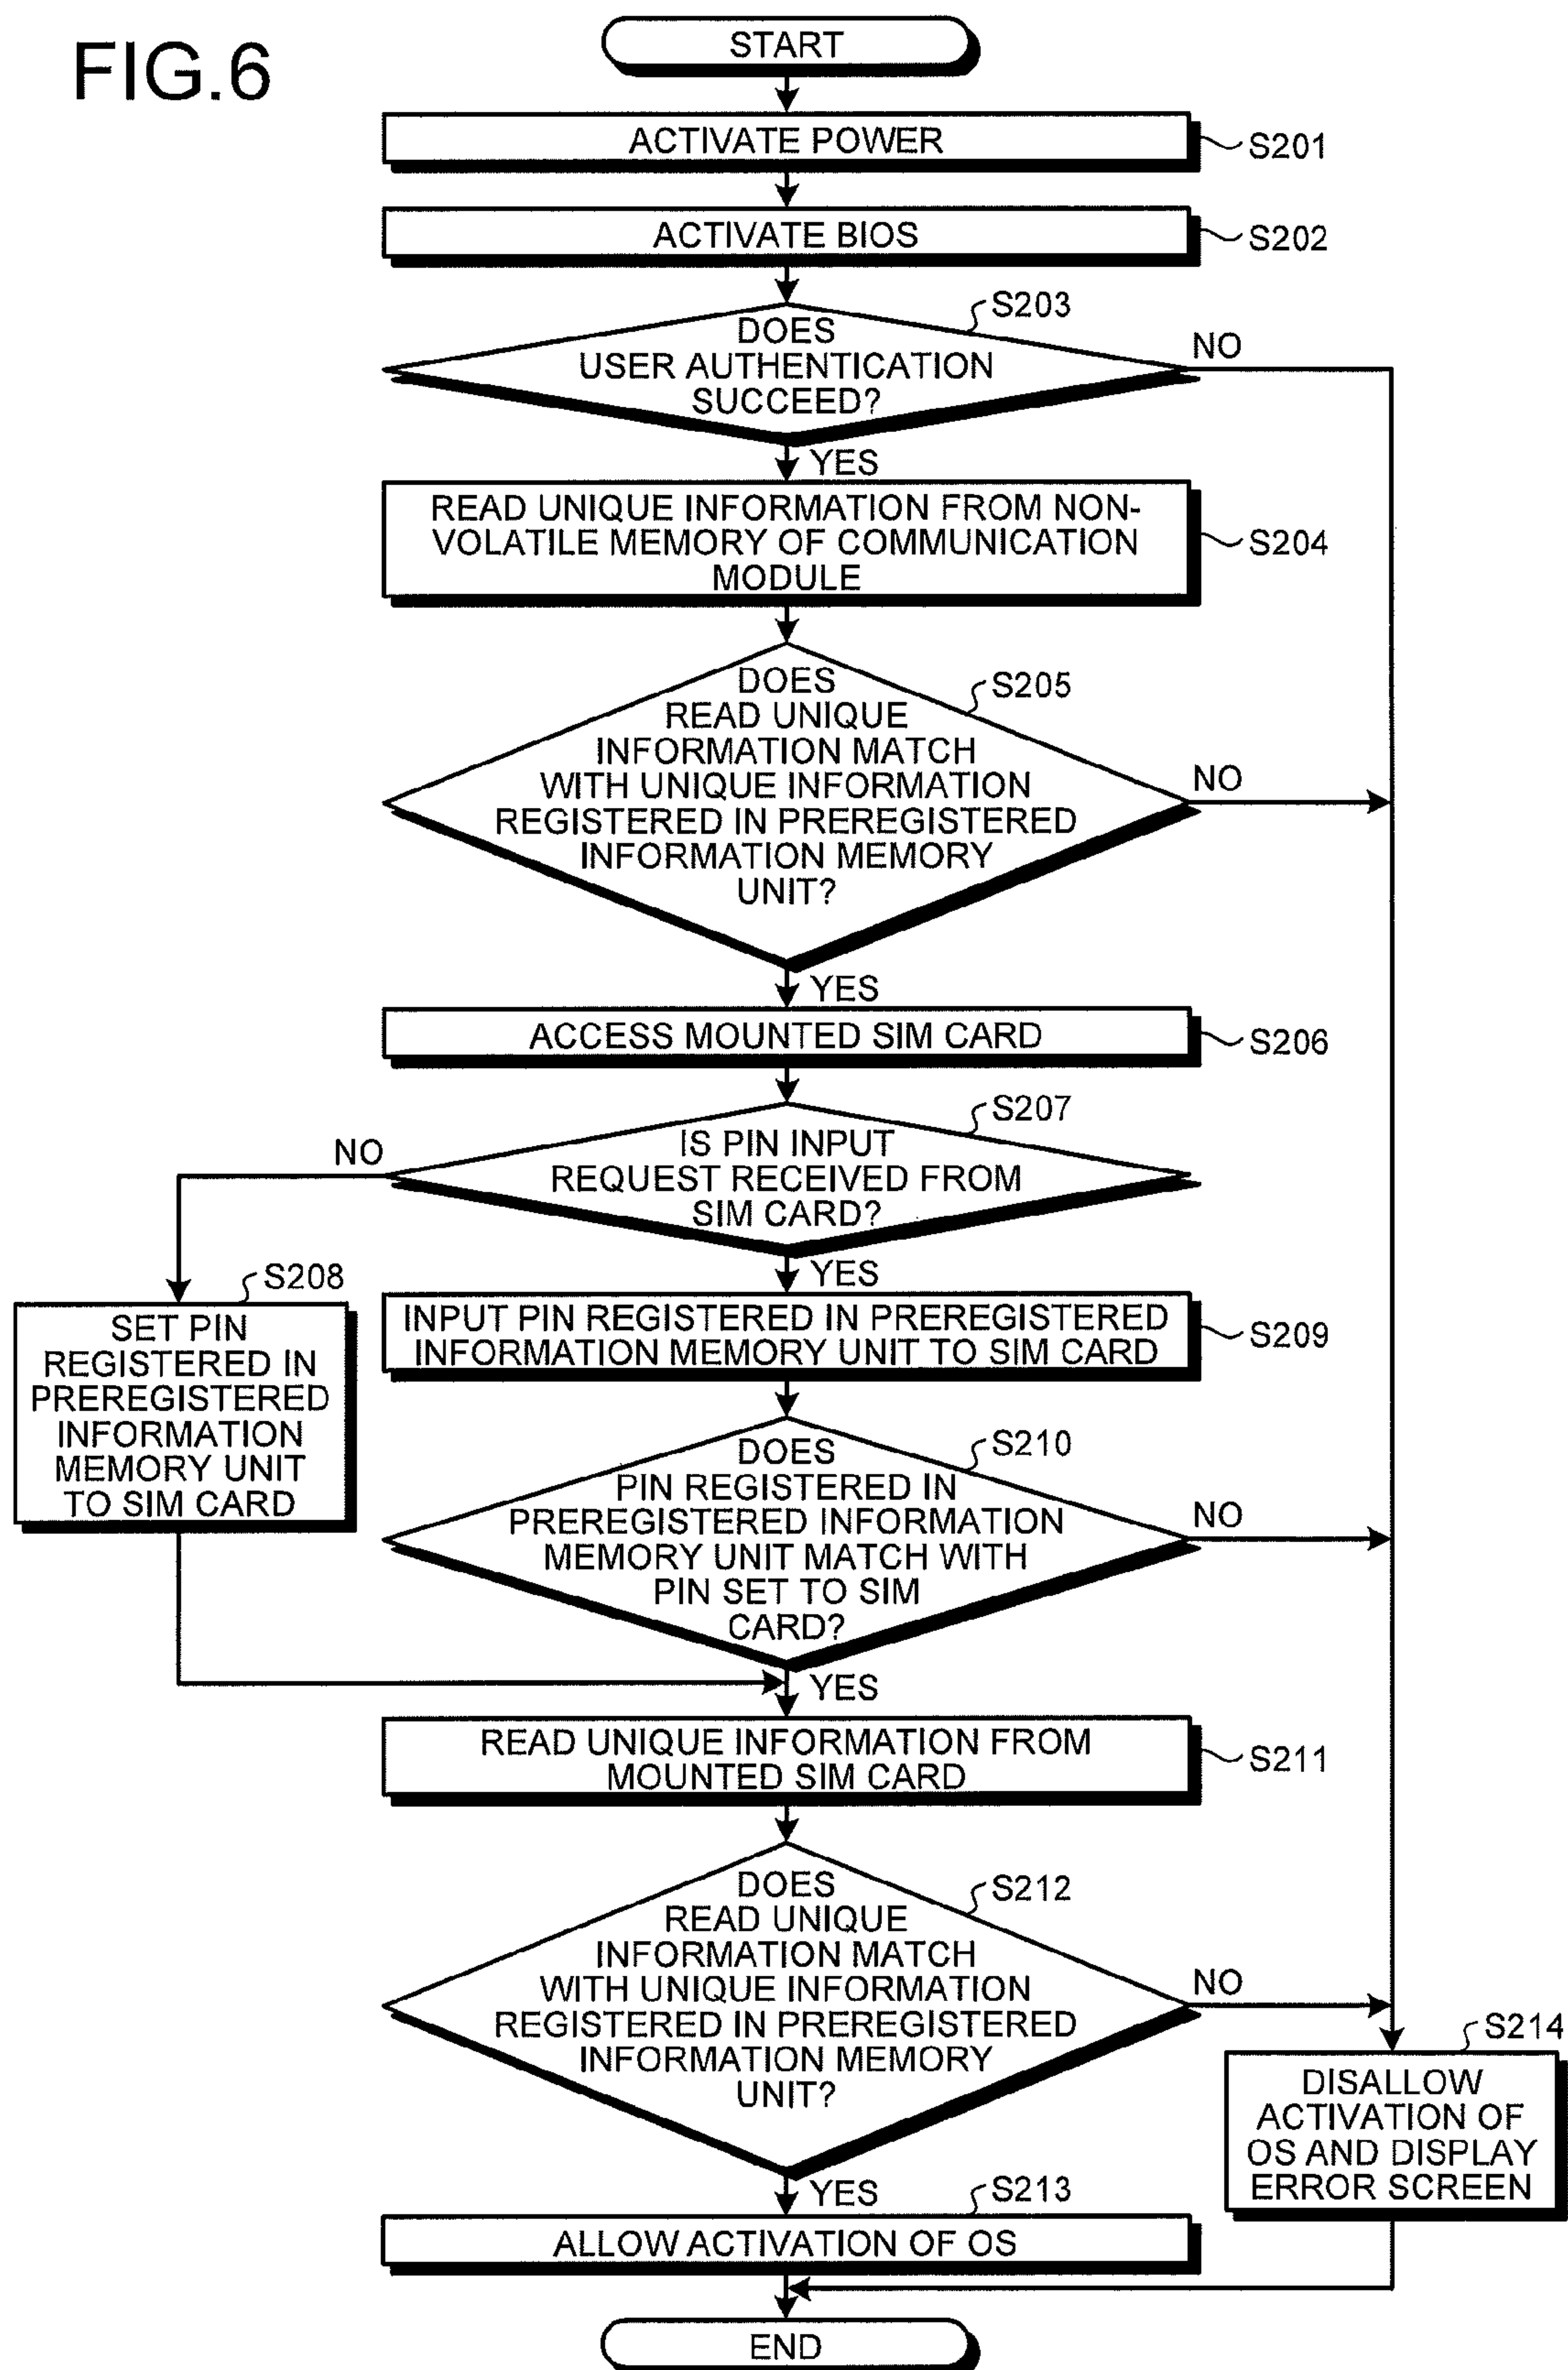 FIG.6
START
ACTIVATE POWER
S201
ACTIVATE BIOS
S202
S203
DOES
USER AUTHENTICATION
SUCCEED?
NO
YES
READ UNIQUE INFORMATION FROM NON-
VOLATILE MEMORY OF COMMUNICATION
MODULE
S204
DOES
READ UNIQUE
INFORMATION MATCH
WITH UNIQUE INFORMATION
REGISTERED IN PREREGISTERED
INFORMATION MEMORY
UNIT?
S205
NO
YES
ACCESS MOUNTED SIM CARD
S206
S207
IS PIN INPUT
REQUEST RECEIVED FROM
SIM CARD?
NO
YES
S208
SET PIN
REGISTERED IN
PREREGISTERED
INFORMATION
MEMORY UNIT
TO SIM CARD
INPUT PIN REGISTERED IN PREREGISTERED
INFORMATION MEMORY UNIT TO SIM CARD
S209
DOES
PIN REGISTERED IN
PREREGISTERED INFORMATION
MEMORY UNIT MATCH WITH
PIN SET TO SIM
CARD?
S210
NO
YES
READ UNIQUE INFORMATION FROM
MOUNTED SIM CARD
S211
DOES
READ UNIQUE
INFORMATION MATCH
WITH UNIQUE INFORMATION
REGISTERED IN PREREGISTERED
INFORMATION MEMORY
UNIT?
S212
NO
YES
S214
DISALLOW
ACTIVATION OF
OS AND DISPLAY
ERROR SCREEN
S213
ALLOW ACTIVATION OF OS
END